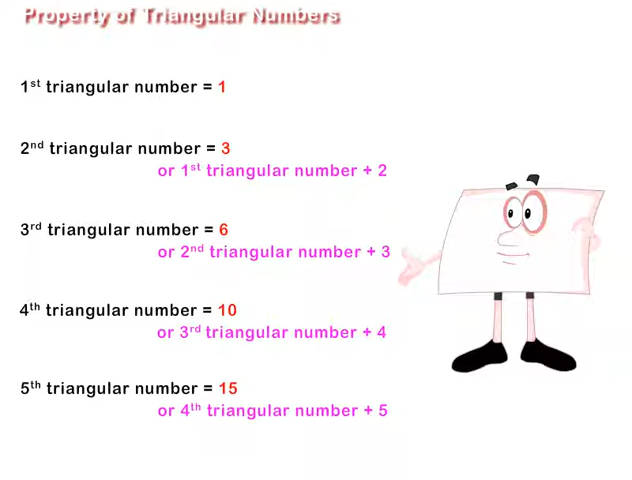 Property of Triangular Numbers
1st triangular number = 1
2nd triangular number = 3
or 1st triangular number + 2
3rd triangular number = 6
or 2nd triangular number + 3
4th triangular number = 10
or 3rd triangular number + 4
5th triangular number = 15
or 4th triangular number + 5